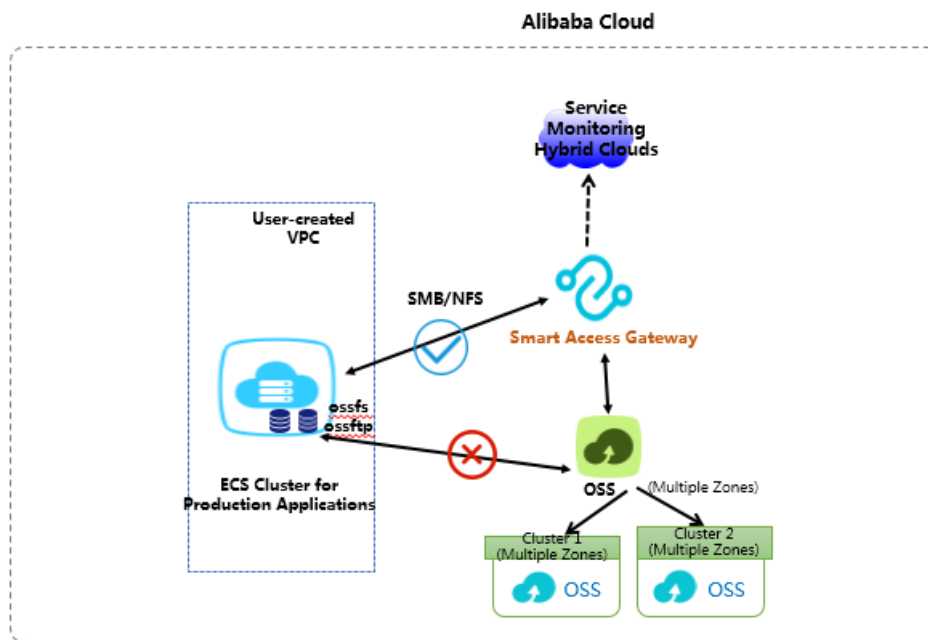 Alibaba Cloud
Service
Monitoring
Hybrid Clouds
User-created
VPC
SMB/NFS
Smart Access Gateway
ossfs
ossftp
ECS Cluster for
Production Applications
OSS
(Multiple Zones)
Cluster 1
(Multiple Zones)
OSS
Cluster 2
(Multiple Zones)
OSS